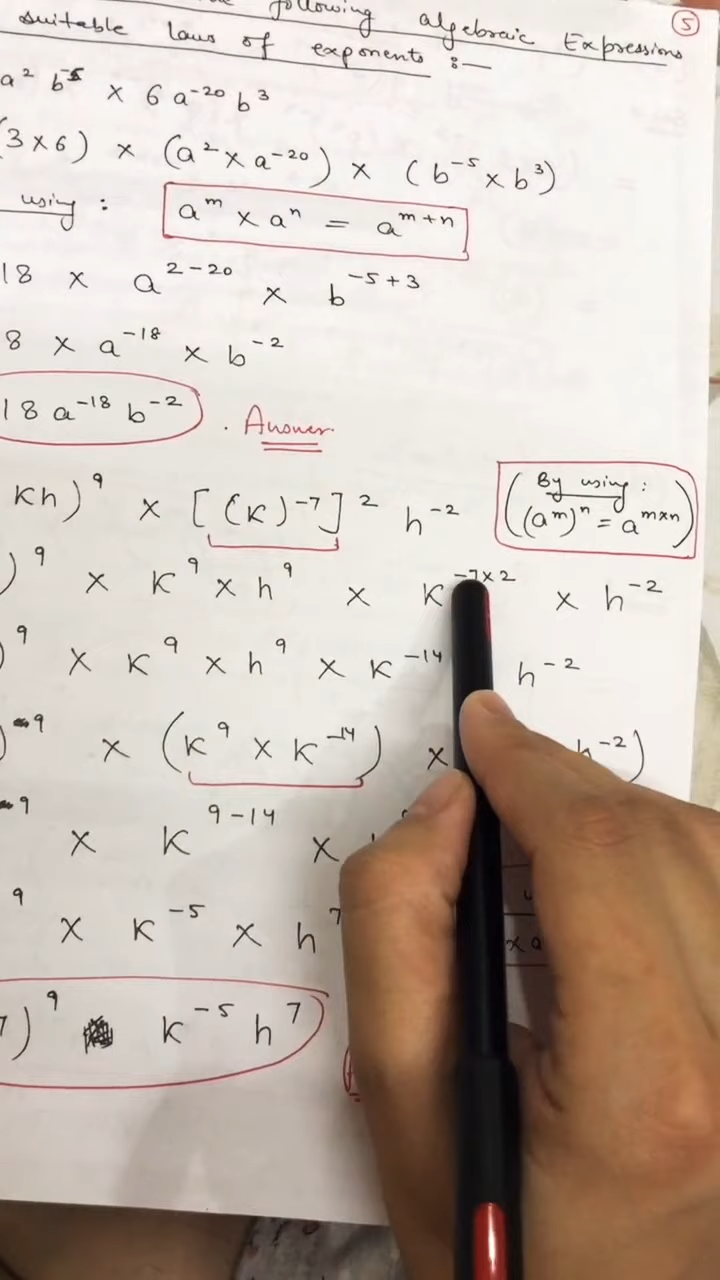 following algebraic Expressions
suitable laws of exponents :—
5
a² b⁻⁵ × 6 a⁻²⁰ b³
(3 × 6) × (a² × a⁻²⁰) × (b⁻⁵ × b³)
using : aᵐ × aⁿ = aᵐ⁺ⁿ
18 × a²⁻²⁰ × b⁻⁵⁺³
8 × a⁻¹⁸ × b⁻²
18 a⁻¹⁸ b⁻² . Answer.
Kh)⁹ × [(K)⁻⁷]² h⁻²
(By using : (aᵐ)ⁿ = aᵐˣⁿ)
)⁹ × K⁹ × h⁹ × K⁻⁷ˣ² × h⁻²
)⁹ × K⁹ × h⁹ × K⁻¹⁴ h⁻²
)⁹ × (K⁹ × K⁻¹⁴) × h⁻²)
⁹ × K⁹⁻¹⁴ ×
⁹ × K⁻⁵ × h⁷
7)⁹ K⁻⁵ h⁷